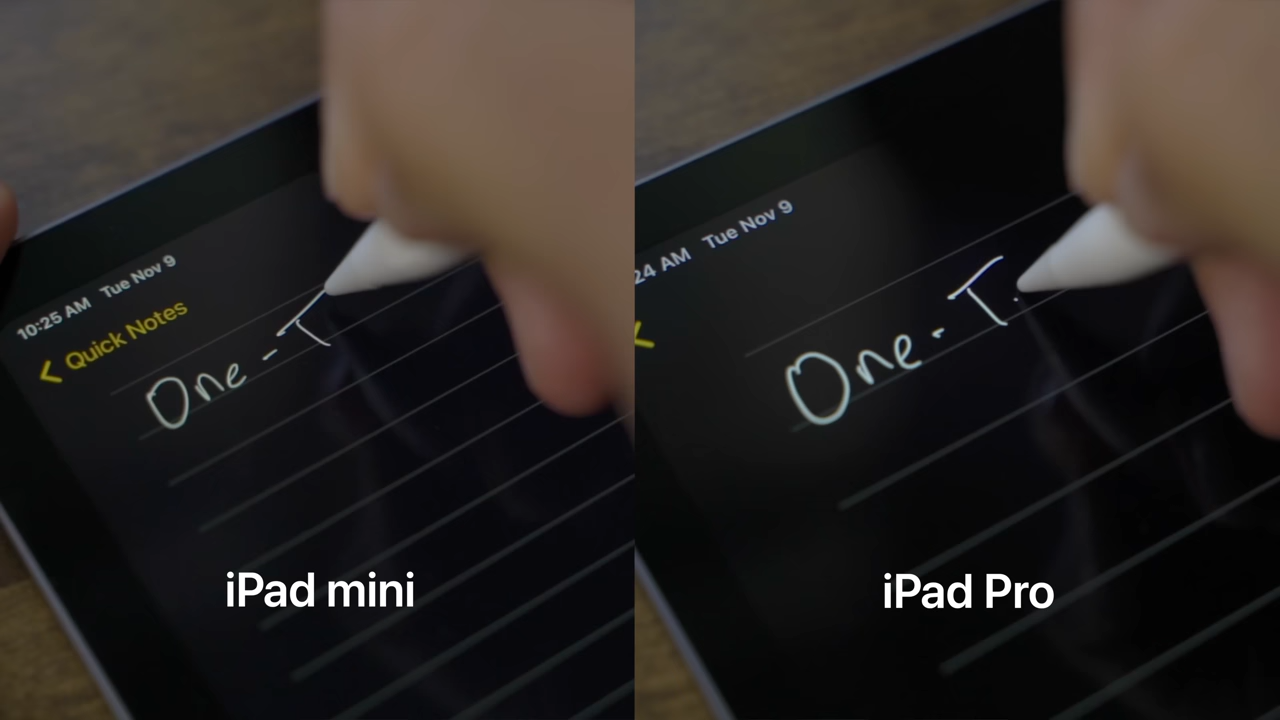 10:25 AM Tue Nov 9
Quick Notes
One-T
iPad mini
24 AM Tue Nov 9
One-T.
iPad Pro